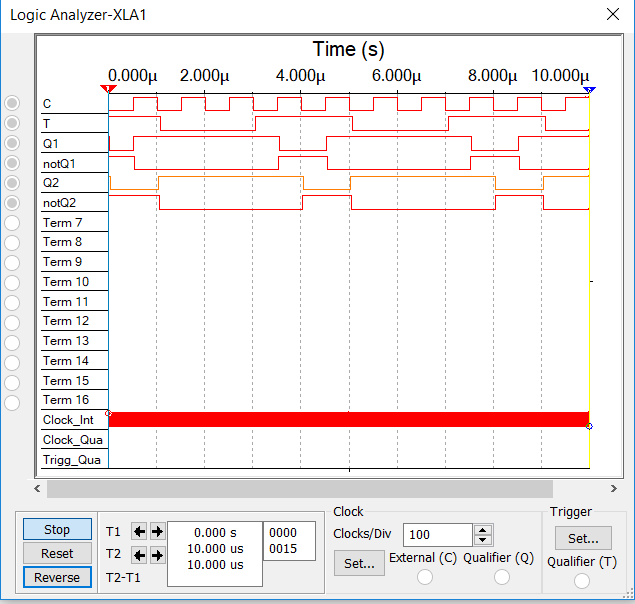 Logic Analyzer-XLA1
Time (s)
0.000µ 2.000µ 4.000µ 6.000µ 8.000µ 10.000µ
C
T
Q1
notQ1
Q2
notQ2
Term 7
Term 8
Term 9
Term 10
Term 11
Term 12
Term 13
Term 14
Term 15
Term 16
Clock_Int
Clock_Qua
Trigg_Qua
Stop
Reset
Reverse
T1 0.000 s 0000
T2 10.000 us 0015
T2-T1 10.000 us
Clock
Clocks/Div 100
Set... External (C) Qualifier (Q)
Trigger
Set...
Qualifier (T)